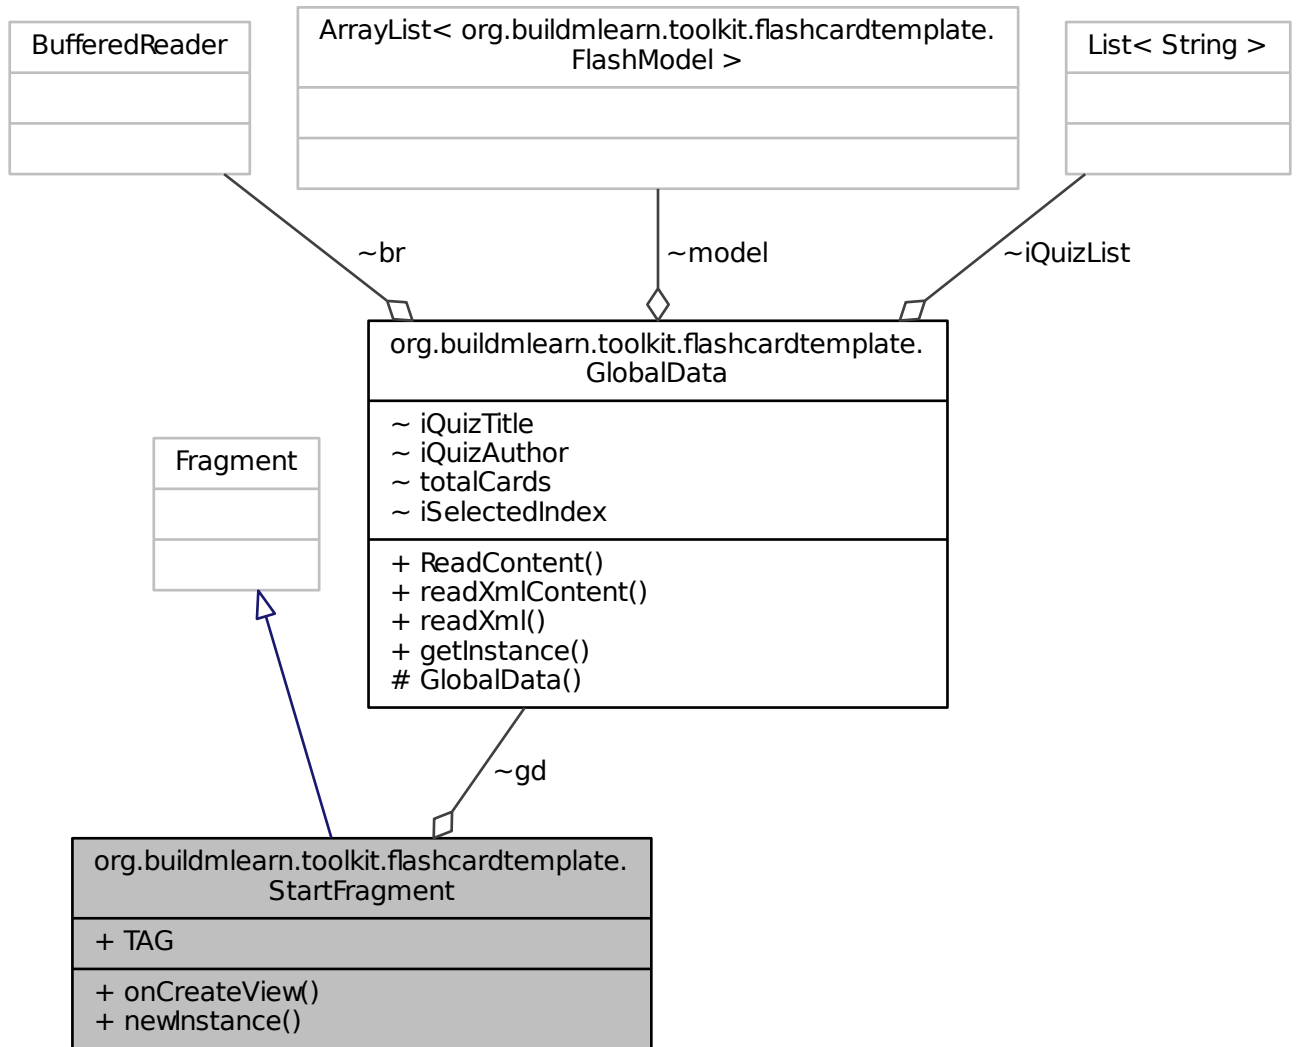 BufferedReader
ArrayList< org.buildmlearn.toolkit.flashcardtemplate.
FlashModel >
List< String >
~br
~model
~iQuizList
org.buildmlearn.toolkit.flashcardtemplate.
GlobalData
~ iQuizTitle
~ iQuizAuthor
~ totalCards
~ iSelectedIndex
+ ReadContent()
+ readXmlContent()
+ readXml()
+ getInstance()
# GlobalData()
Fragment
~gd
org.buildmlearn.toolkit.flashcardtemplate.
StartFragment
+ TAG
+ onCreateView()
+ newInstance()